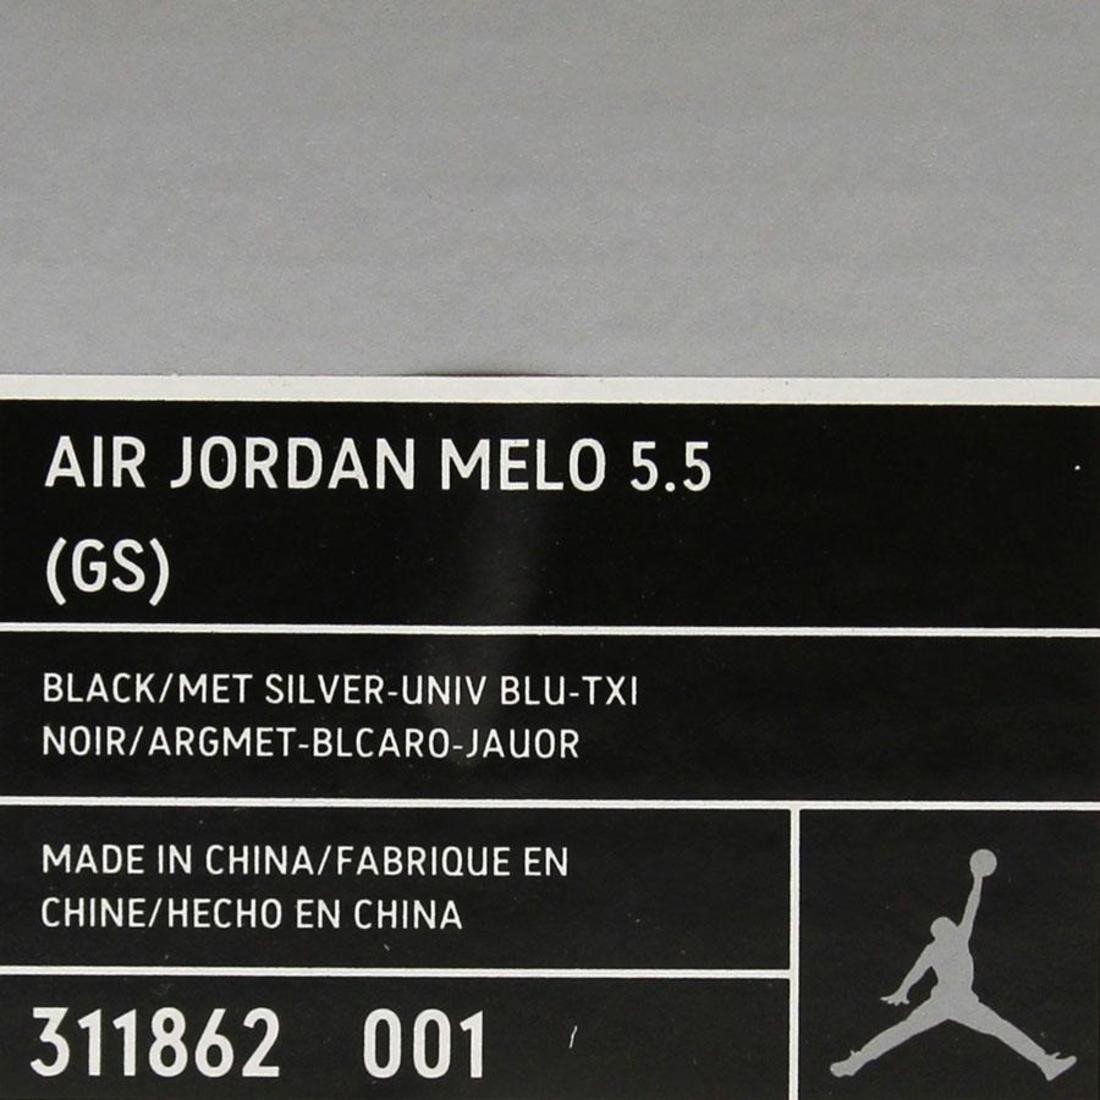 AIR JORDAN MELO 5.5
(GS)
BLACK/MET SILVER-UNIV BLU-TXI
NOIR/ARGMET-BLCARO-JAUOR
MADE IN CHINA/FABRIQUE EN
CHINE/HECHO EN CHINA
311862 001